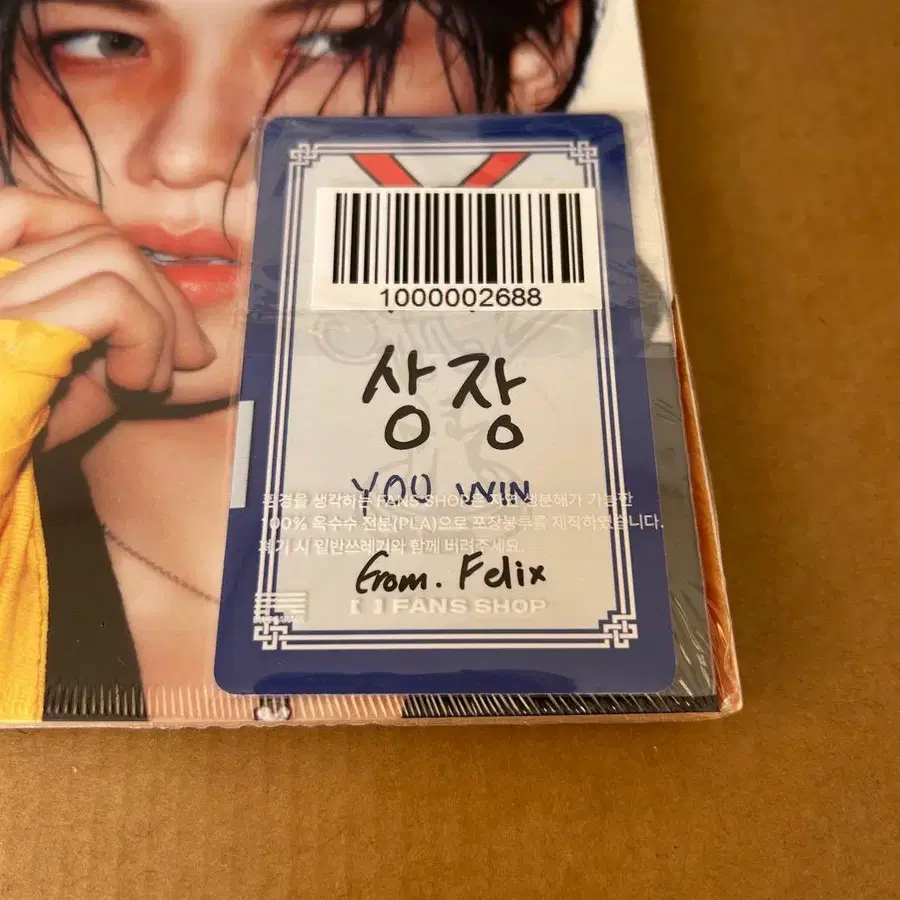 1000002688
상장
YOU WIN
환경을 생각하는 FANS SHOP은 자연 생분해가 가능한
100% 옥수수 전분(PLA)으로 포장봉투를 제작하였습니다.
폐기 시 일반쓰레기와 함께 버려주세요.
From. Felix
FANS SHOP